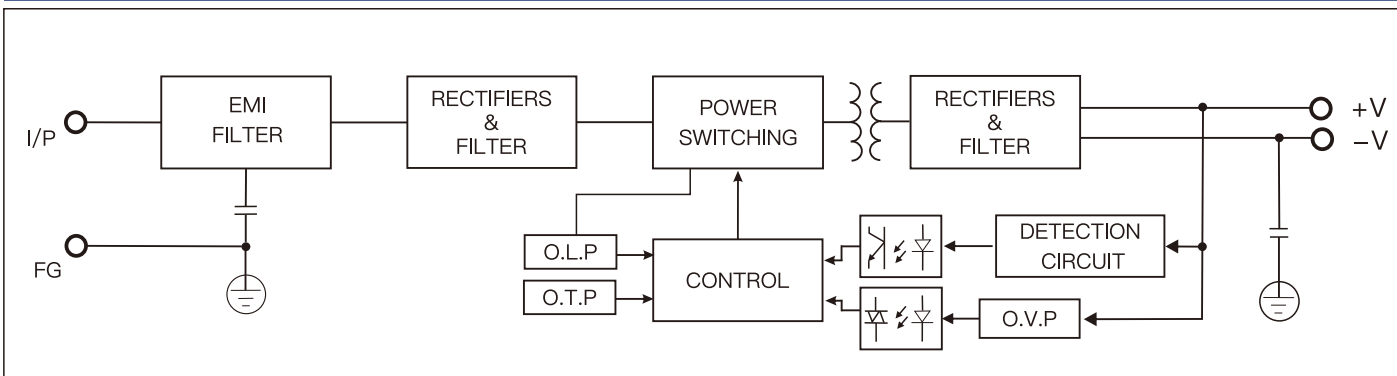 I/P
EMI
FILTER
RECTIFIERS
&
FILTER
POWER
SWITCHING
RECTIFIERS
&
FILTER
+V
−V
FG
O.L.P
O.T.P
CONTROL
DETECTION
CIRCUIT
O.V.P